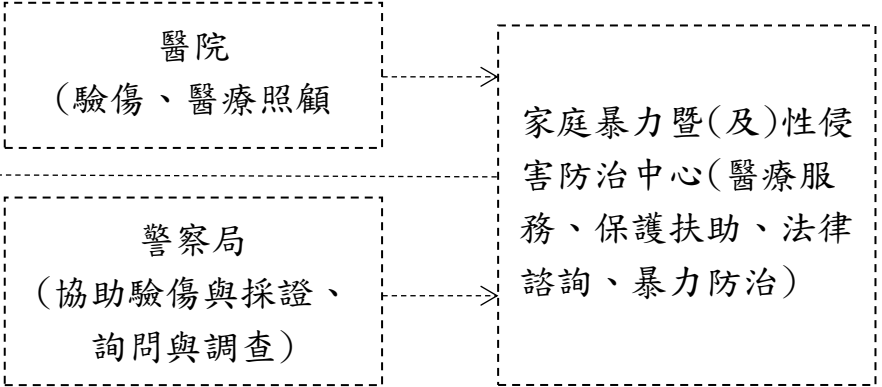 醫院
(驗傷、醫療照顧
警察局
(協助驗傷與採證、
詢問與調查)
家庭暴力暨(及)性侵
害防治中心(醫療服
務、保護扶助、法律
諮詢、暴力防治)